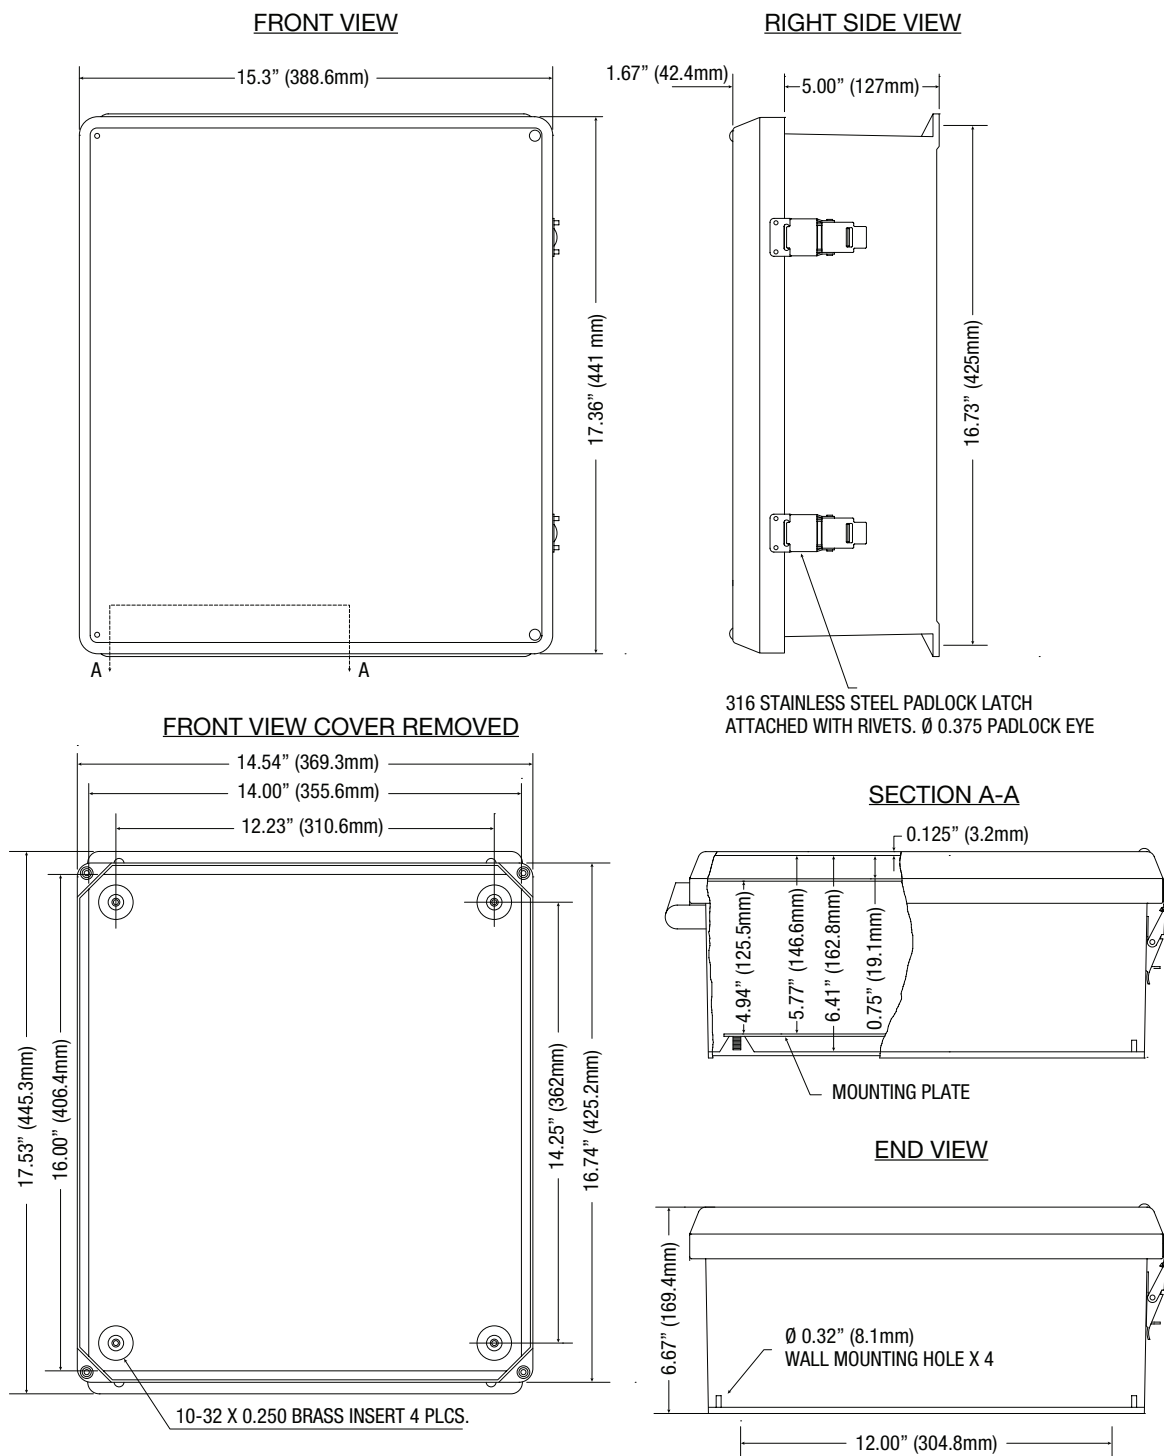 FRONT VIEW
RIGHT SIDE VIEW
15.3” (388.6mm)
1.67” (42.4mm)
5.00” (127mm)
17.36” (441 mm)
16.73” (425mm)
A
A
316 STAINLESS STEEL PADLOCK LATCH
ATTACHED WITH RIVETS. Ø 0.375 PADLOCK EYE
FRONT VIEW COVER REMOVED
14.54” (369.3mm)
14.00” (355.6mm)
12.23” (310.6mm)
17.53” (445.3mm)
16.00” (406.4mm)
14.25” (362mm)
16.74” (425.2mm)
10-32 X 0.250 BRASS INSERT 4 PLCS.
SECTION A-A
0.125” (3.2mm)
4.94” (125.5mm)
5.77” (146.6mm)
6.41” (162.8mm)
0.75” (19.1mm)
MOUNTING PLATE
END VIEW
6.67” (169.4mm)
Ø 0.32” (8.1mm)
WALL MOUNTING HOLE X 4
12.00” (304.8mm)